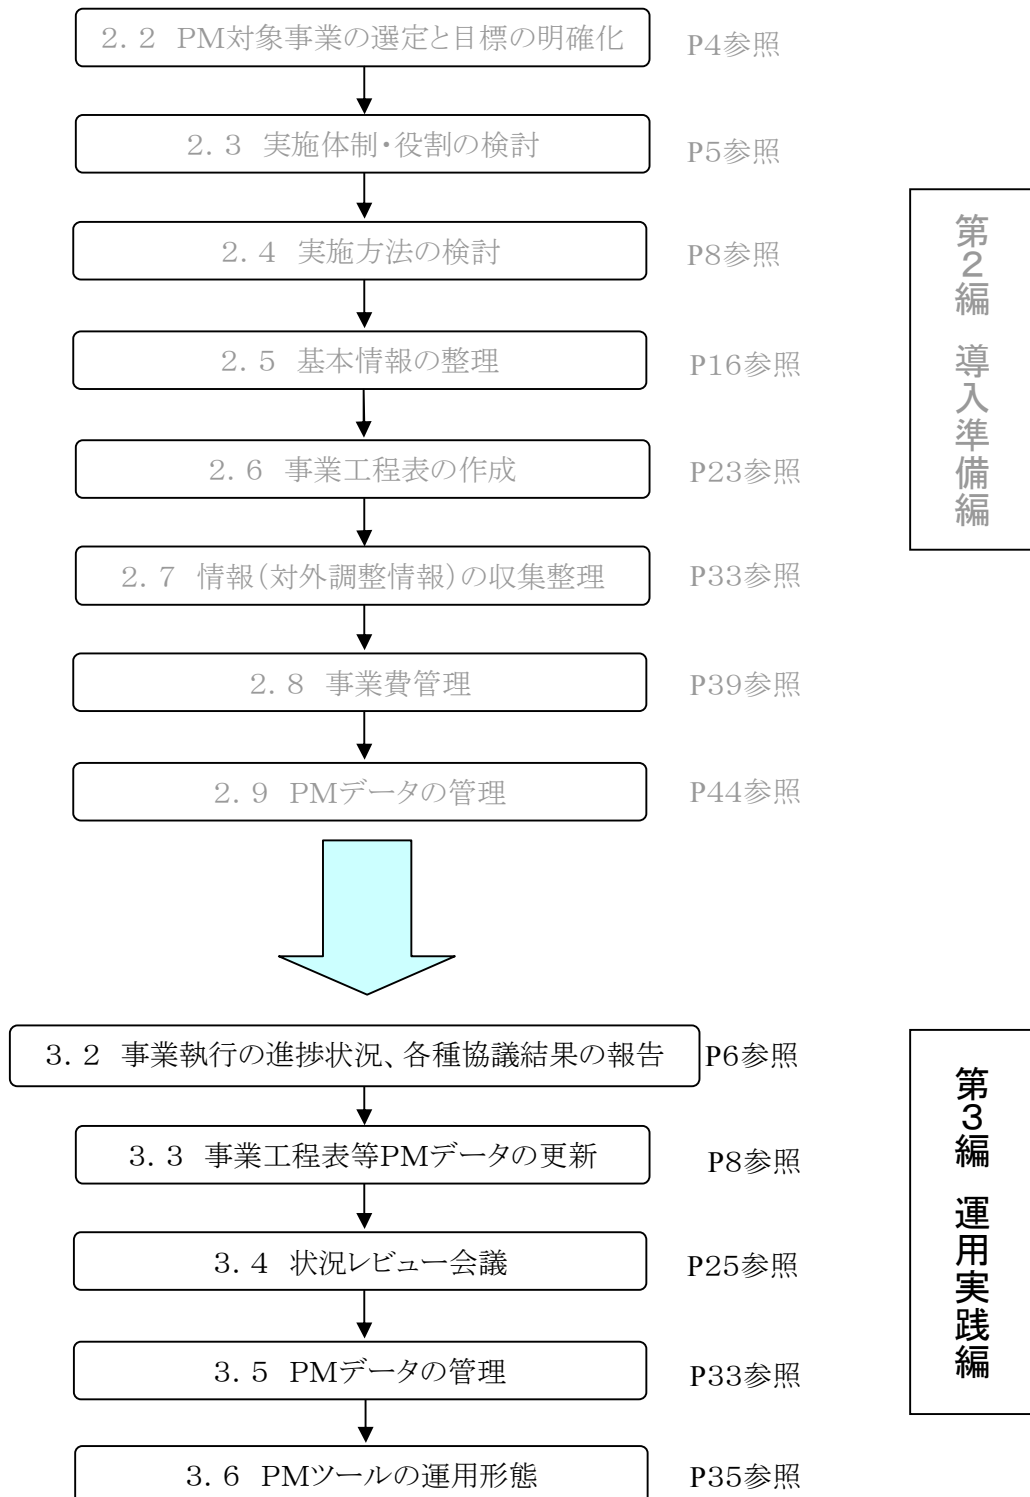 2．2　PM対象事業の選定と目標の明確化
P4参照
2．3　実施体制・役割の検討
P5参照
2．4　実施方法の検討
P8参照
2．5　基本情報の整理
P16参照
2．6　事業工程表の作成
P23参照
2．7　情報（対外調整情報）の収集整理
P33参照
2．8　事業費管理
P39参照
2．9　PMデータの管理
P44参照
第2編　導入準備編
3．2　事業執行の進捗状況、各種協議結果の報告
P6参照
3．3　事業工程表等PMデータの更新
P8参照
3．4　状況レビュー会議
P25参照
3．5　PMデータの管理
P33参照
3．6　PMツールの運用形態
P35参照
第3編　運用実践編